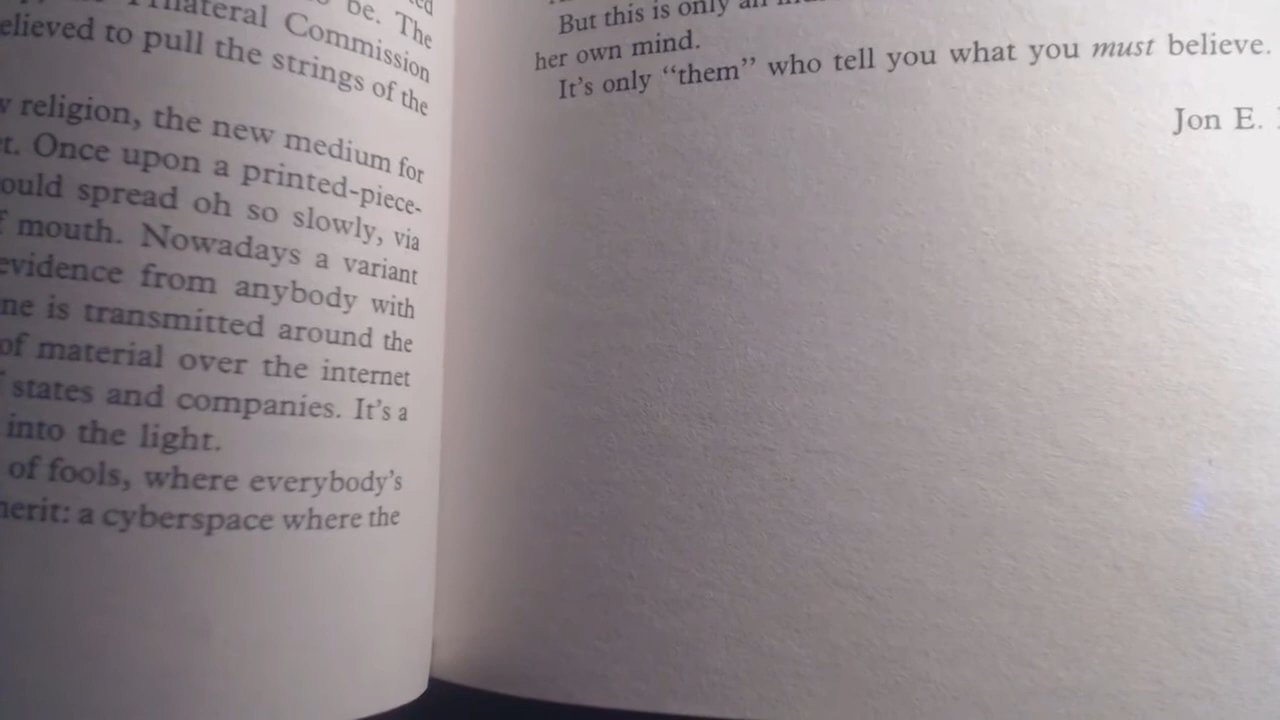 be. The
Trilateral Commission
elieved to pull the strings of the
religion, the new medium for
t. Once upon a printed-piece-
ould spread oh so slowly, via
f mouth. Nowadays a variant
evidence from anybody with
ne is transmitted around the
of material over the internet
states and companies. It's a
into the light.
of fools, where everybody's
nerit: a cyberspace where the
But this is only an
her own mind.
It's only “them” who tell you what you must believe.
Jon E.